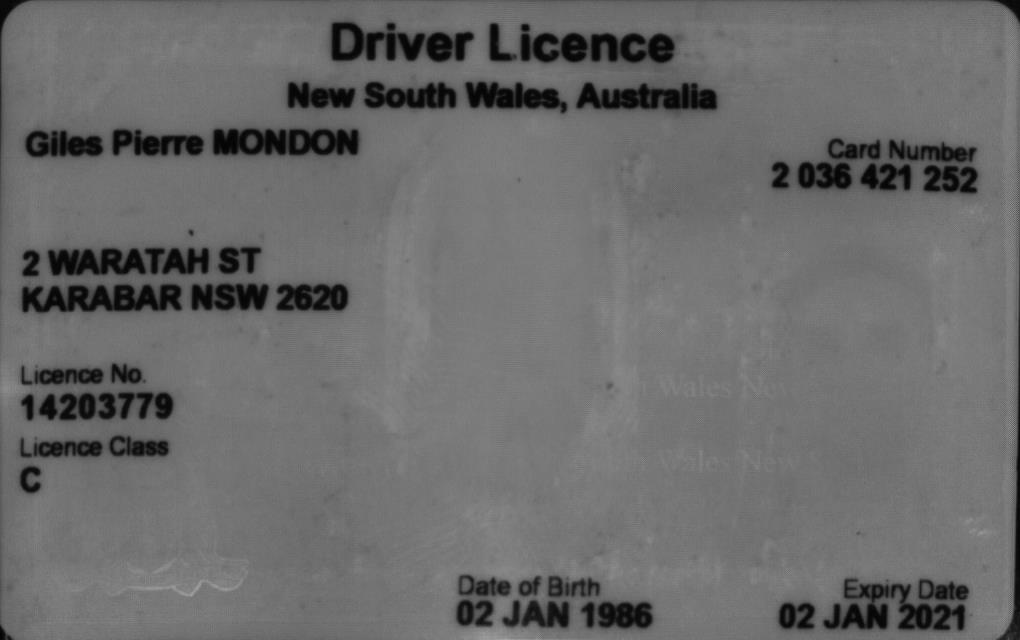 Driver Licence
New South Wales, Australia
Giles Pierre MONDON
Card Number
2 036 421 252
2 WARATAH ST
KARABAR NSW 2620
Licence No.
14203779
Licence Class
C
Wales New
Wales New
Date of Birth
02 JAN 1986
Expiry Date
02 JAN 2021